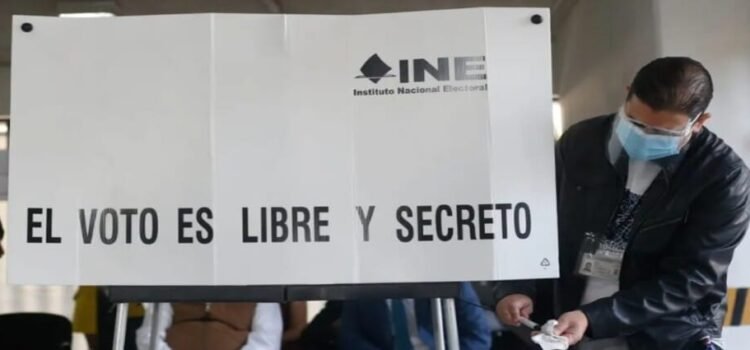 INE
Instituto Nacional Electoral
EL VOTO ES LIBRE Y SECRETO